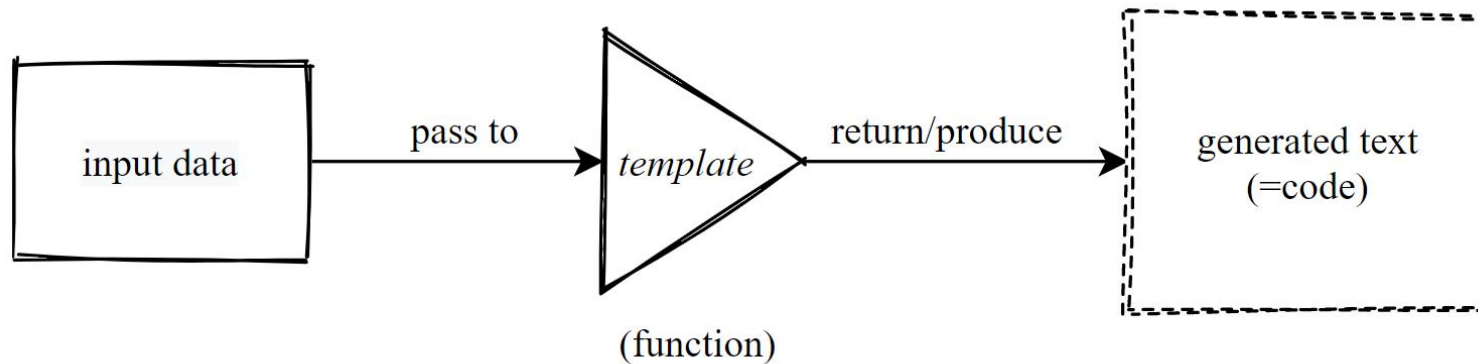 input data
pass to
template
(function)
return/produce
generated text
(=code)